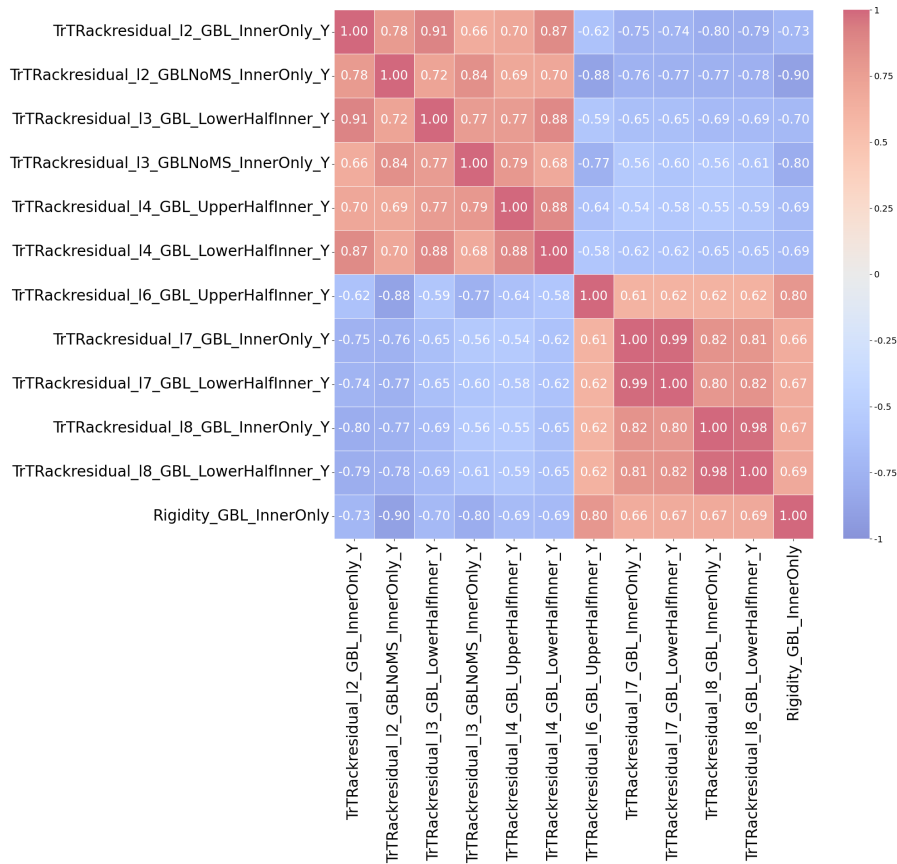 TrTRackresidual_l2_GBL_InnerOnly_Y 1.00 0.78 0.91 0.66 0.70 0.87 -0.62 -0.75 -0.74 -0.80 -0.79 -0.73
TrTRackresidual_l2_GBLNoMS_InnerOnly_Y 0.78 1.00 0.72 0.84 0.69 0.70 -0.88 -0.76 -0.77 -0.77 -0.78 -0.90
TrTRackresidual_l3_GBL_LowerHalfInner_Y 0.91 0.72 1.00 0.77 0.77 0.88 -0.59 -0.65 -0.65 -0.69 -0.69 -0.70
TrTRackresidual_l3_GBLNoMS_InnerOnly_Y 0.66 0.84 0.77 1.00 0.79 0.68 -0.77 -0.56 -0.60 -0.56 -0.61 -0.80
TrTRackresidual_l4_GBL_UpperHalfInner_Y 0.70 0.69 0.77 0.79 1.00 0.88 -0.64 -0.54 -0.58 -0.55 -0.59 -0.69
TrTRackresidual_l4_GBL_LowerHalfInner_Y 0.87 0.70 0.88 0.68 0.88 1.00 -0.58 -0.62 -0.62 -0.65 -0.65 -0.69
TrTRackresidual_l6_GBL_UpperHalfInner_Y -0.62 -0.88 -0.59 -0.77 -0.64 -0.58 1.00 0.61 0.62 0.62 0.62 0.80
TrTRackresidual_l7_GBL_InnerOnly_Y -0.75 -0.76 -0.65 -0.56 -0.54 -0.62 0.61 1.00 0.99 0.82 0.81 0.66
TrTRackresidual_l7_GBL_LowerHalfInner_Y -0.74 -0.77 -0.65 -0.60 -0.58 -0.62 0.62 0.99 1.00 0.80 0.82 0.67
TrTRackresidual_l8_GBL_InnerOnly_Y -0.80 -0.77 -0.69 -0.56 -0.55 -0.65 0.62 0.82 0.80 1.00 0.98 0.67
TrTRackresidual_l8_GBL_LowerHalfInner_Y -0.79 -0.78 -0.69 -0.61 -0.59 -0.65 0.62 0.81 0.82 0.98 1.00 0.69
Rigidity_GBL_InnerOnly -0.73 -0.90 -0.70 -0.80 -0.69 -0.69 0.80 0.66 0.67 0.67 0.69 1.00
TrTRackresidual_l2_GBL_InnerOnly_Y
TrTRackresidual_l2_GBLNoMS_InnerOnly_Y
TrTRackresidual_l3_GBL_LowerHalfInner_Y
TrTRackresidual_l3_GBLNoMS_InnerOnly_Y
TrTRackresidual_l4_GBL_UpperHalfInner_Y
TrTRackresidual_l4_GBL_LowerHalfInner_Y
TrTRackresidual_l6_GBL_UpperHalfInner_Y
TrTRackresidual_l7_GBL_InnerOnly_Y
TrTRackresidual_l7_GBL_LowerHalfInner_Y
TrTRackresidual_l8_GBL_InnerOnly_Y
TrTRackresidual_l8_GBL_LowerHalfInner_Y
Rigidity_GBL_InnerOnly
1
0.75
0.5
0.25
0
-0.25
-0.5
-0.75
-1